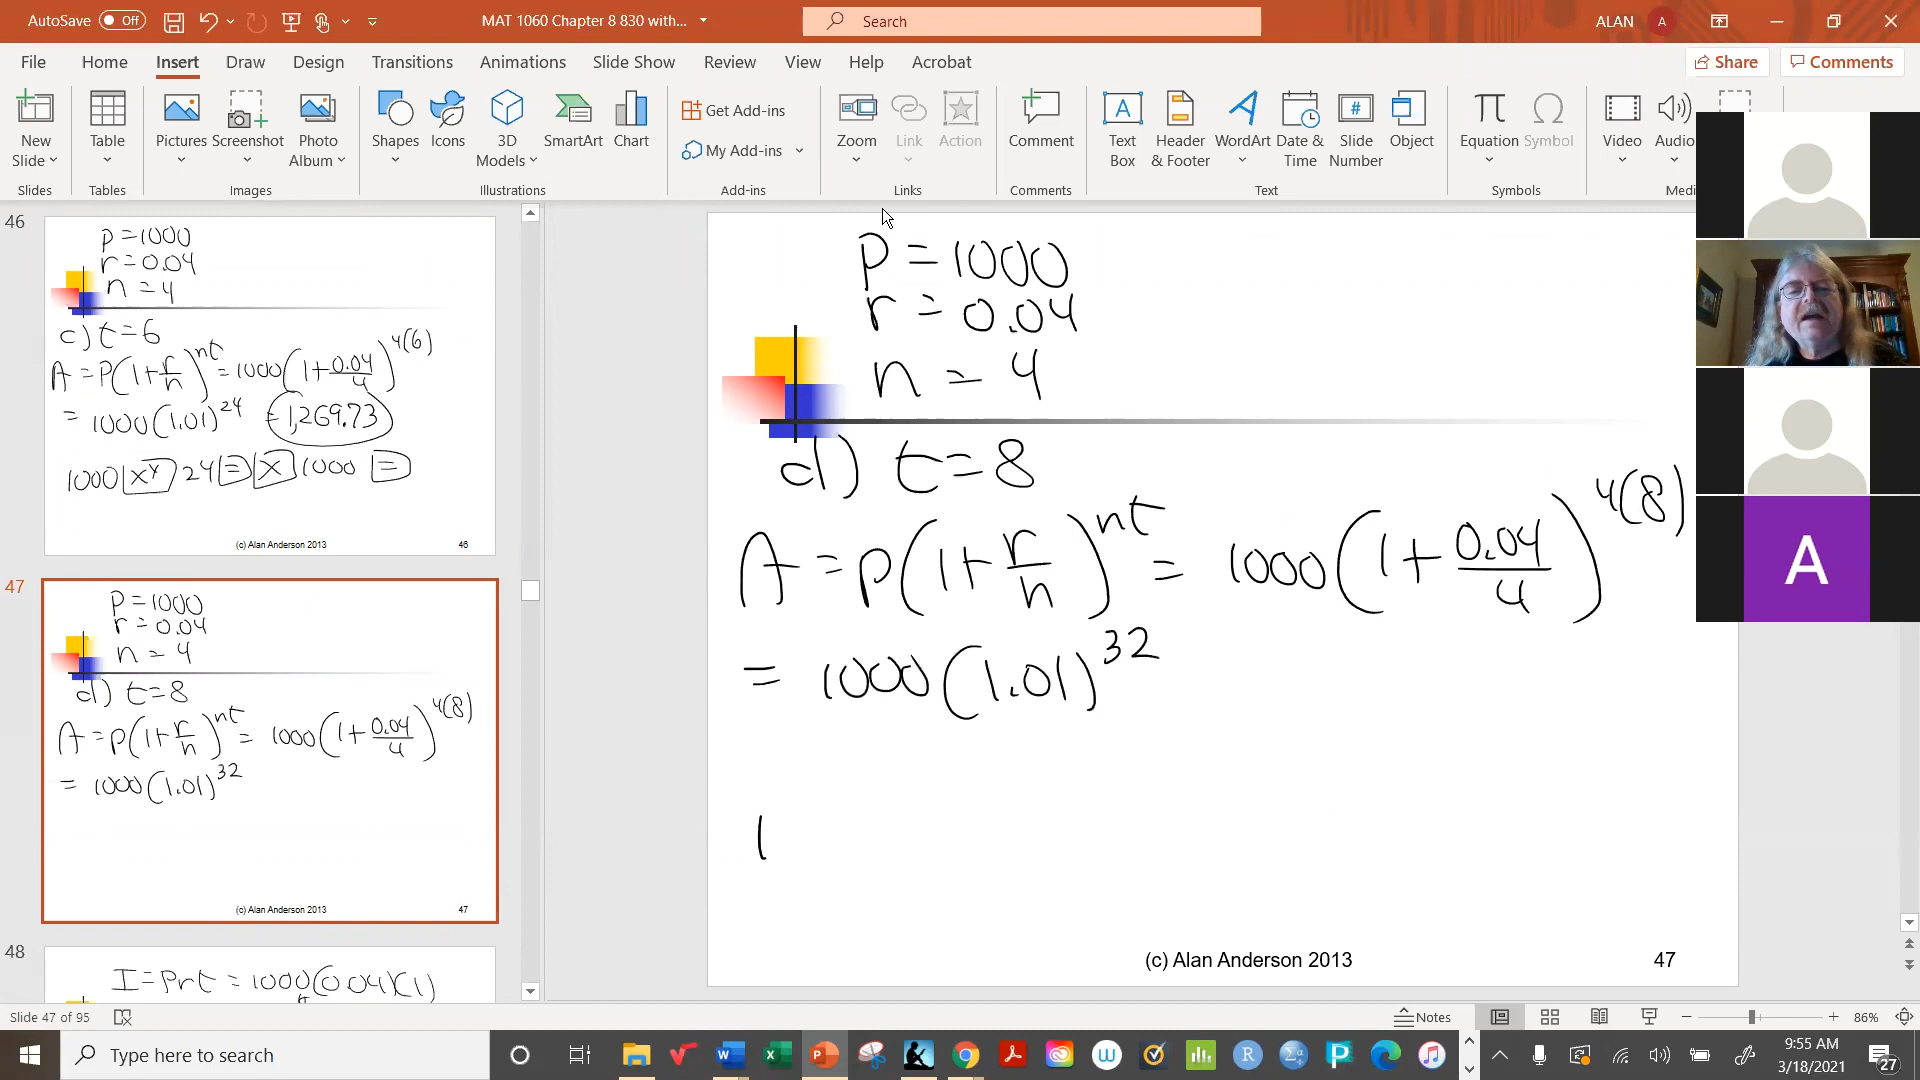 AutoSave Off MAT 1060 Chapter 8 830 with... Search ALAN A
File Home Insert Draw Design Transitions Animations Slide Show Review View Help Acrobat Share Comments
New Slide Table Pictures Screenshot Photo Album Shapes Icons 3D Models SmartArt Chart Get Add-ins My Add-ins Zoom Link Action Comment Text Box Header & Footer WordArt Date & Time Slide Number Object Equation Symbol Video Audio
Slides Tables Images Illustrations Add-ins Links Comments Text Symbols Medi
46
P=1000
r=0.04
n=4
c) t=6
A=P(1+r/n)^nt=1000(1+0.04/4)^4(6)
=1000(1.01)^24=1,269.73
1000 x^y 24 = x 1000 =
(c) Alan Anderson 2013 46
47
P=1000
r=0.04
n=4
d) t=8
A=P(1+r/n)^nt=1000(1+0.04/4)^4(8)
=1000(1.01)^32
(c) Alan Anderson 2013 47
48
I=Prt=1000(0.04)(1)
P=1000
r=0.04
n=4
d) t=8
A=P(1+r/n)^nt=1000(1+0.04/4)^4(8)
=1000(1.01)^32
(c) Alan Anderson 2013 47
A
Slide 47 of 95 Notes 86%
Type here to search
9:55 AM
3/18/2021
27